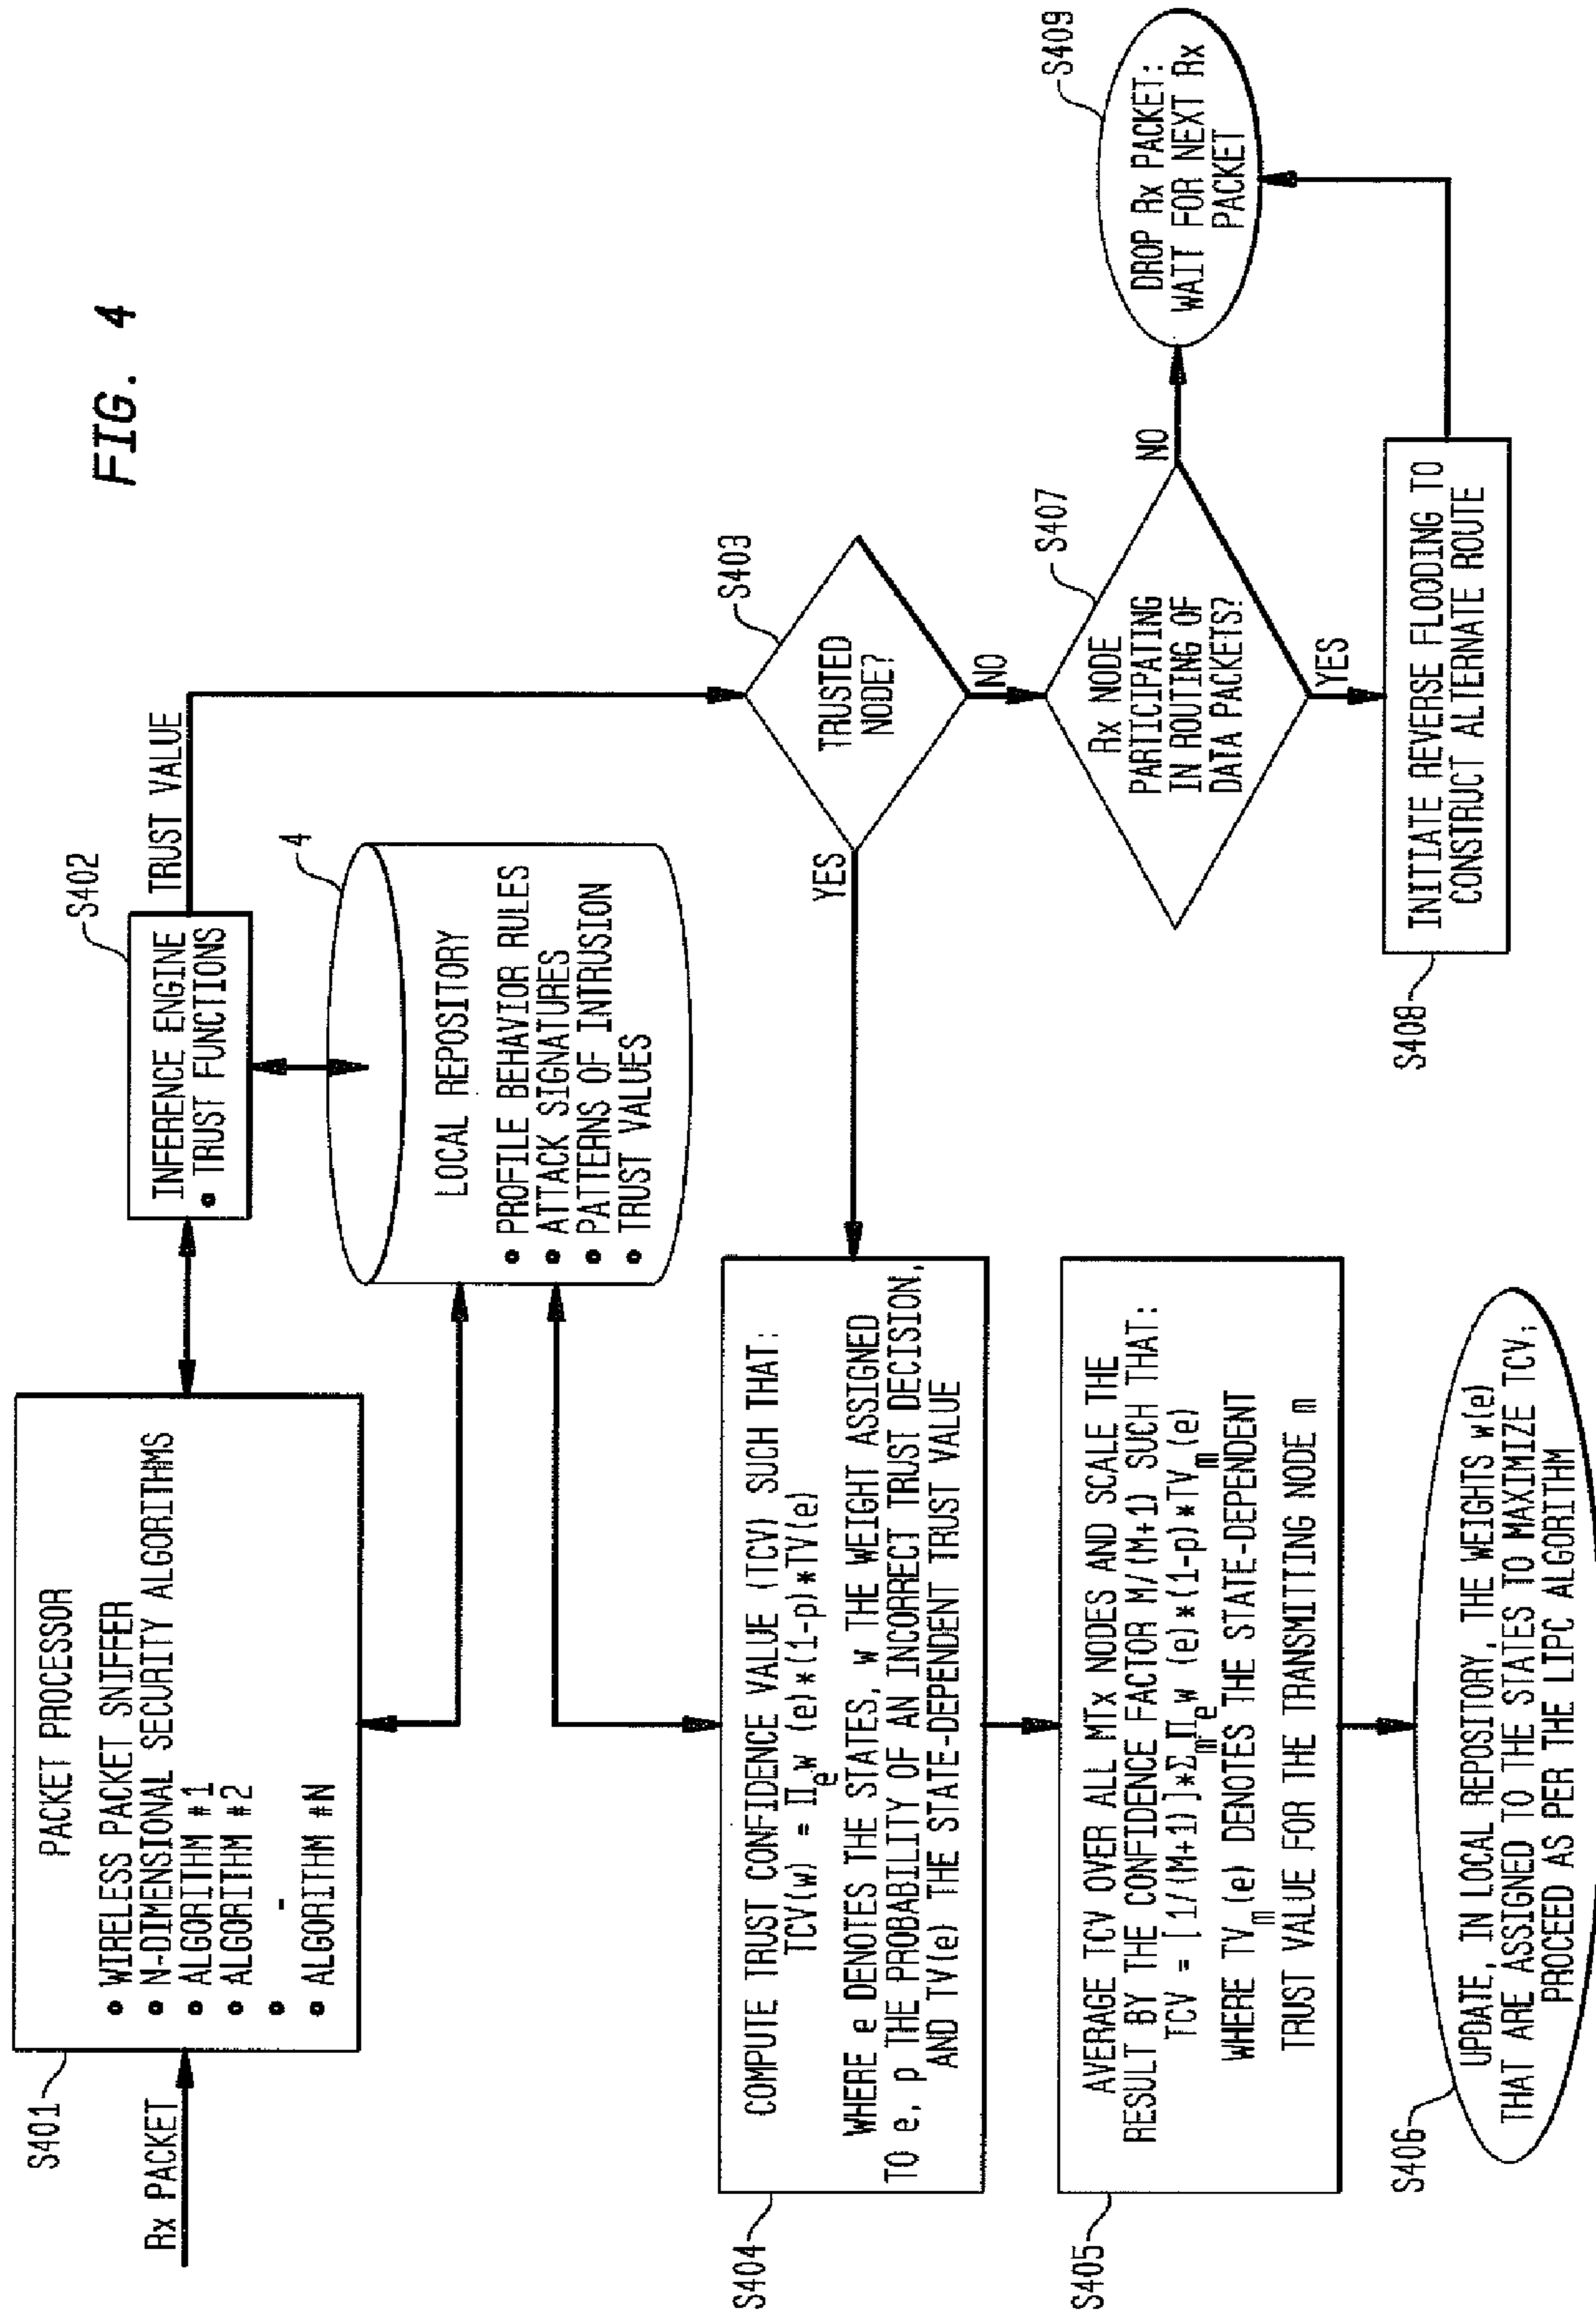 FIG. 4
Rx PACKET
S401
PACKET PROCESSOR
• WIRELESS PACKET SNIFFER
• N-DIMENSIONAL SECURITY ALGORITHMS
• ALGORITHM #1
• ALGORITHM #2
• -
• ALGORITHM #N
S402
INFERENCE ENGINE
• TRUST FUNCTIONS
TRUST VALUE
4
LOCAL REPOSITORY
• PROFILE BEHAVIOR RULES
• ATTACK SIGNATURES
• PATTERNS OF INTRUSION
• TRUST VALUES
S403
TRUSTED
NODE?
YES
NO
S404
COMPUTE TRUST CONFIDENCE VALUE (TCV) SUCH THAT:
TCV(w) = Π_e w (e)*(1-p)*TV(e)
WHERE e DENOTES THE STATES, w THE WEIGHT ASSIGNED
TO e, p THE PROBABILITY OF AN INCORRECT TRUST DECISION,
AND TV(e) THE STATE-DEPENDENT TRUST VALUE
S405
AVERAGE TCV OVER ALL MTx NODES AND SCALE THE
RESULT BY THE CONFIDENCE FACTOR M/(M+1) SUCH THAT:
TCV = [1/(M+1)]*Σ_m Π_e w (e)*(1-p)*TV_m (e)
WHERE TV_m (e) DENOTES THE STATE-DEPENDENT
TRUST VALUE FOR THE TRANSMITTING NODE m
S406
UPDATE, IN LOCAL REPOSITORY, THE WEIGHTS w(e)
THAT ARE ASSIGNED TO THE STATES TO MAXIMIZE TCV;
PROCEED AS PER THE LIPC ALGORITHM
S407
Rx NODE
PARTICIPATING
IN ROUTING OF
DATA PACKETS?
NO
YES
S408
INITIATE REVERSE FLOODING TO
CONSTRUCT ALTERNATE ROUTE
S409
DROP Rx PACKET:
WAIT FOR NEXT Rx
PACKET